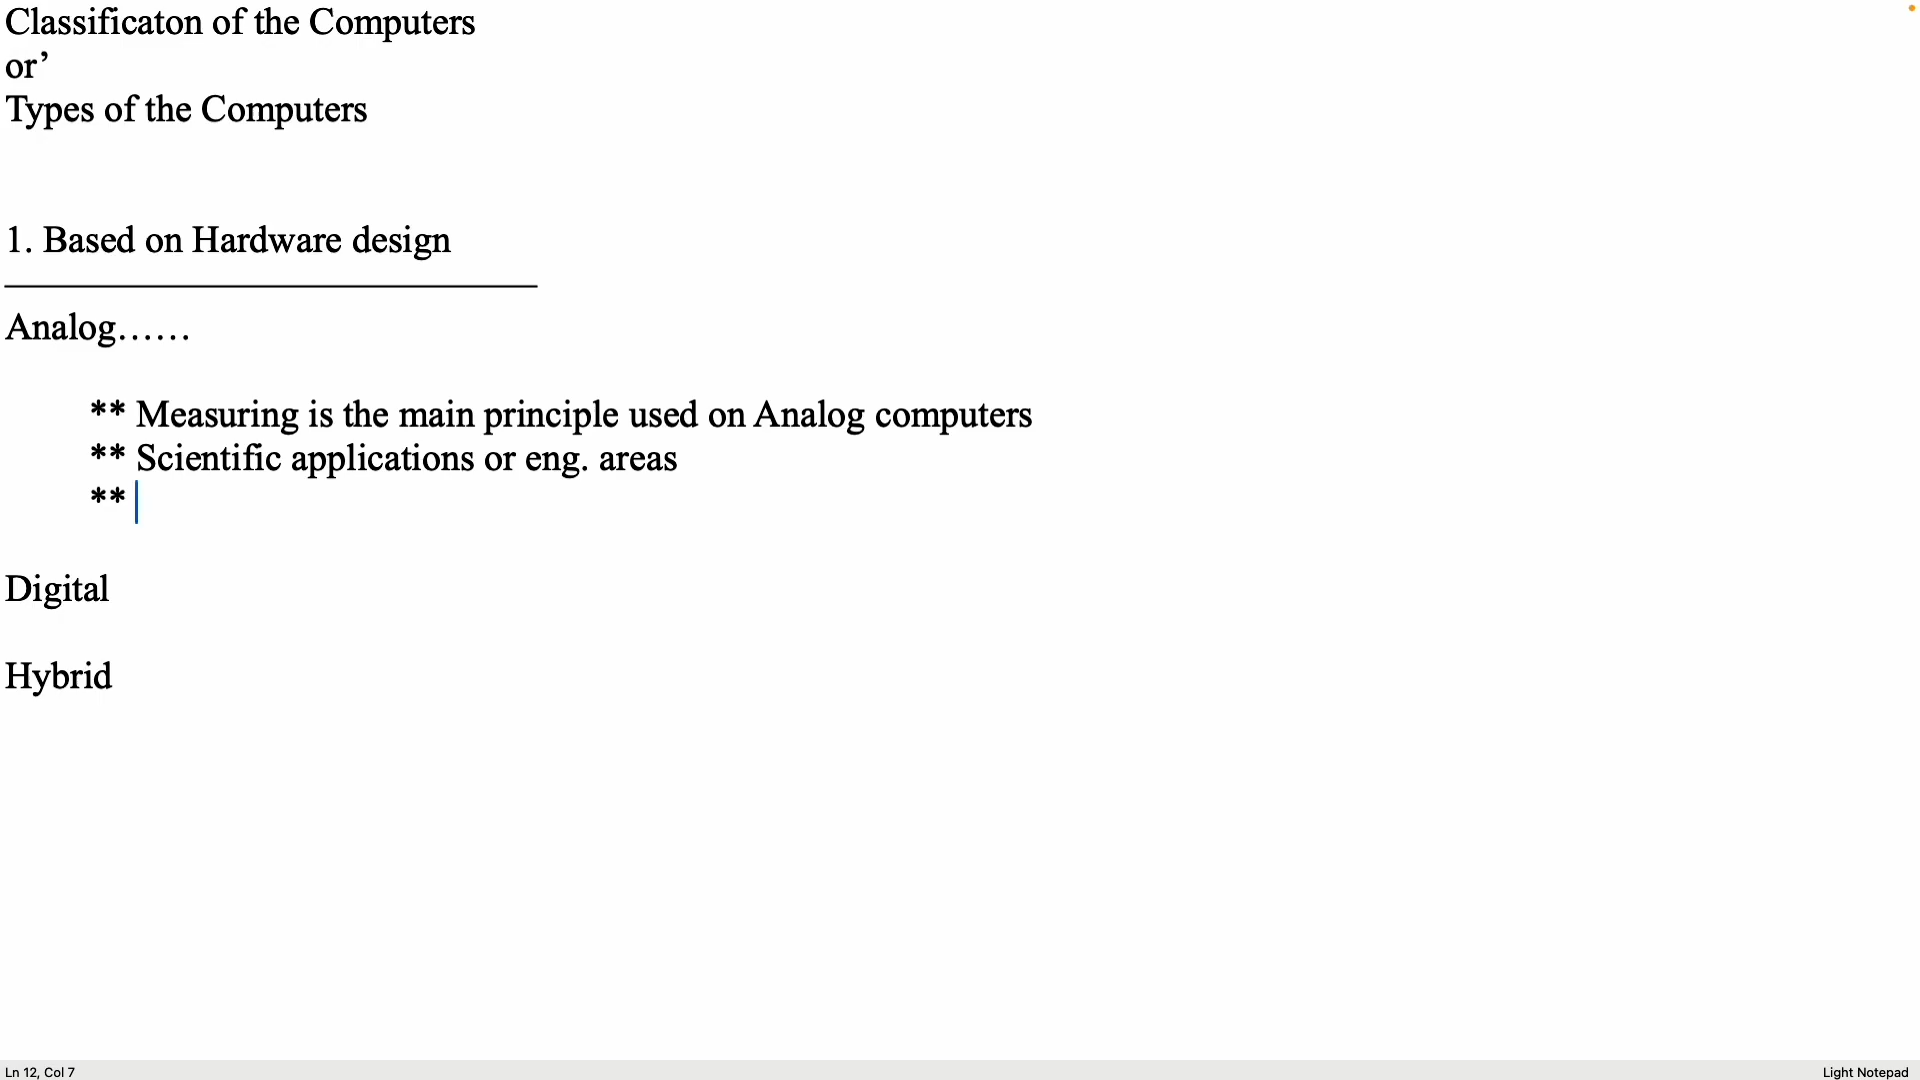 Classificaton of the Computers
or’
Types of the Computers
1. Based on Hardware design
Analog……
** Measuring is the main principle used on Analog computers
** Scientific applications or eng. areas
**
Digital
Hybrid
Ln 12, Col 7
Light Notepad